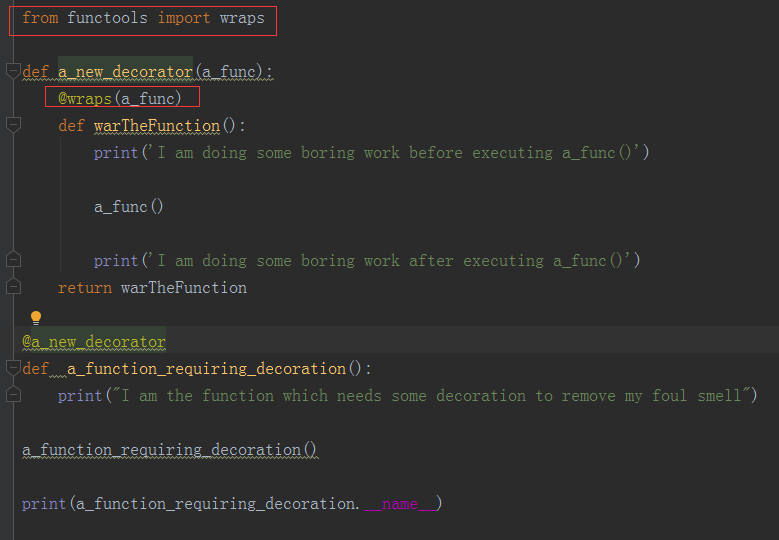 from functools import wraps
def a_new_decorator(a_func):
    @wraps(a_func)
    def warTheFunction():
        print('I am doing some boring work before executing a_func()')
        a_func()
        print('I am doing some boring work after executing a_func()')
    return warTheFunction
@a_new_decorator
def  a_function_requiring_decoration():
    print("I am the function which needs some decoration to remove my foul smell")
a_function_requiring_decoration()
print(a_function_requiring_decoration.__name__)